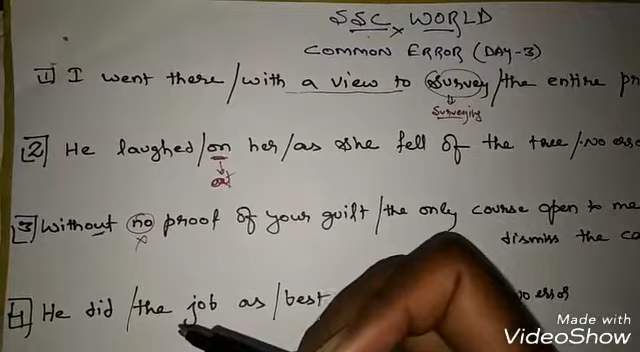 SSC WORLD
COMMON ERROR (DAY-3)
1 I went there / with a view to survey / the entire
surveying
2 He laughed / on her / as she fell of the tree / No
at
3 Without no proof of your guilt / the only course open to me
dismiss the
4 He did / the job as / best
error
Made with
VideoShow